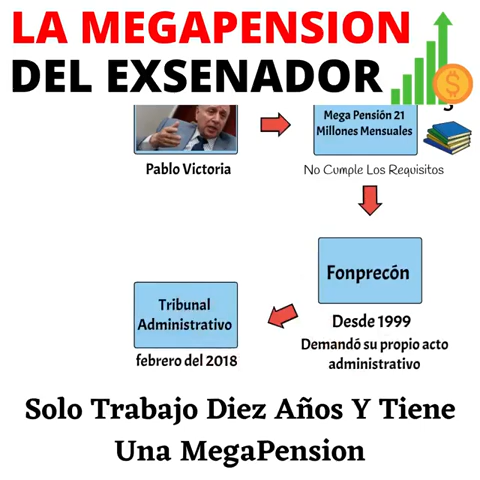 LA MEGAPENSION
DEL EXSENADOR
Mega Pensión 21
Millones Mensuales
Pablo Victoria
No Cumple Los Requisitos
Fonprecón
Tribunal
Administrativo
Desde 1999
Demandó su propio acto
administrativo
febrero del 2018
Solo Trabajo Diez Años Y Tiene
Una MegaPension